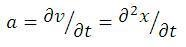 a = ∂v/∂t = ∂²x/∂t